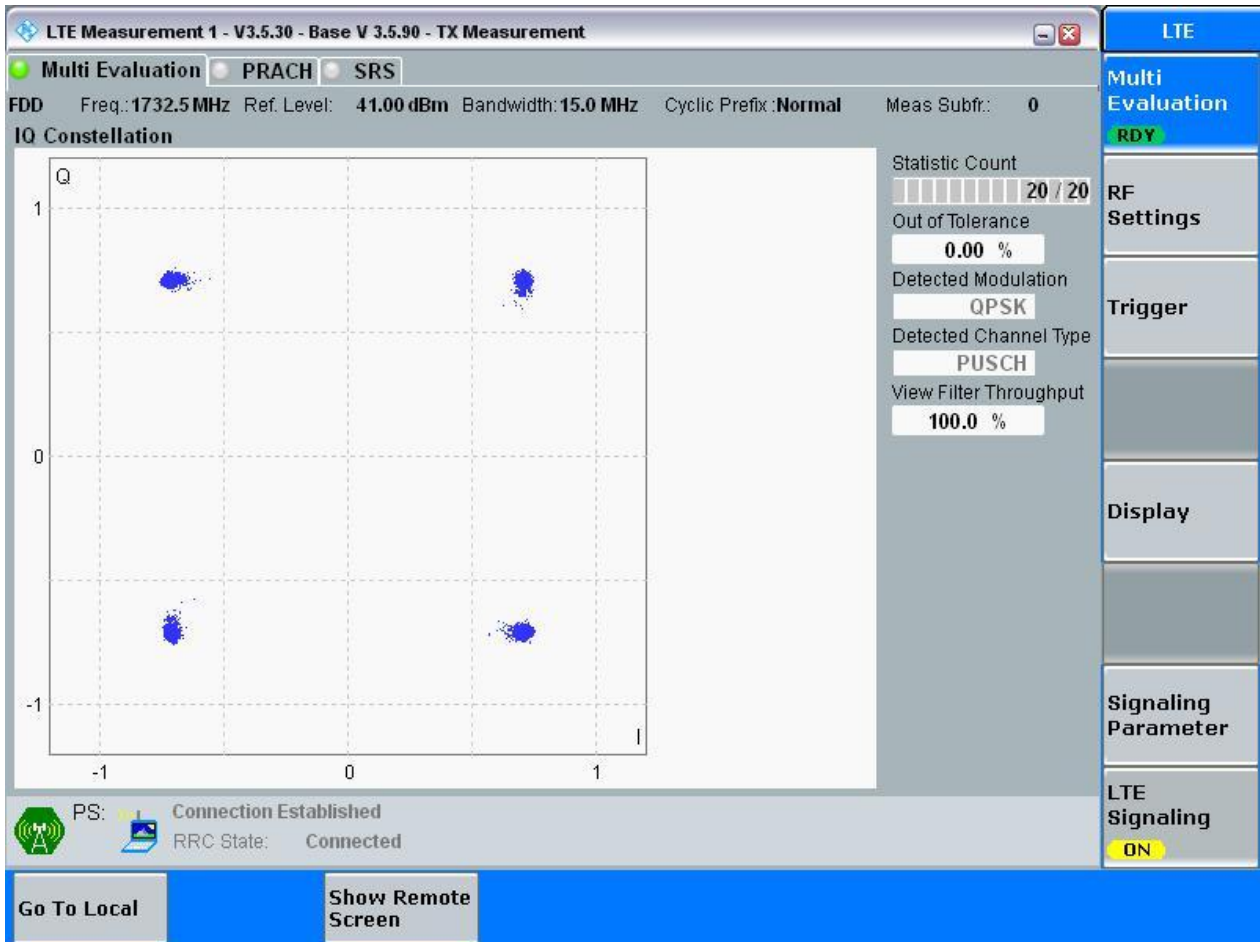 LTE Measurement 1 - V3.5.30 - Base V 3.5.90 - TX Measurement
LTE
Multi Evaluation PRACH SRS
FDD Freq.: 1732.5 MHz Ref. Level: 41.00 dBm Bandwidth: 15.0 MHz Cyclic Prefix : Normal Meas Subfr.: 0
IQ Constellation
Q
1
0
-1
-1 0 1
I
Statistic Count
20 / 20
Out of Tolerance
0.00 %
Detected Modulation
QPSK
Detected Channel Type
PUSCH
View Filter Throughput
100.0 %
Multi
Evaluation
RDY
RF
Settings
Trigger
Display
Signaling
Parameter
LTE
Signaling
ON
PS: Connection Established
RRC State: Connected
Go To Local
Show Remote
Screen